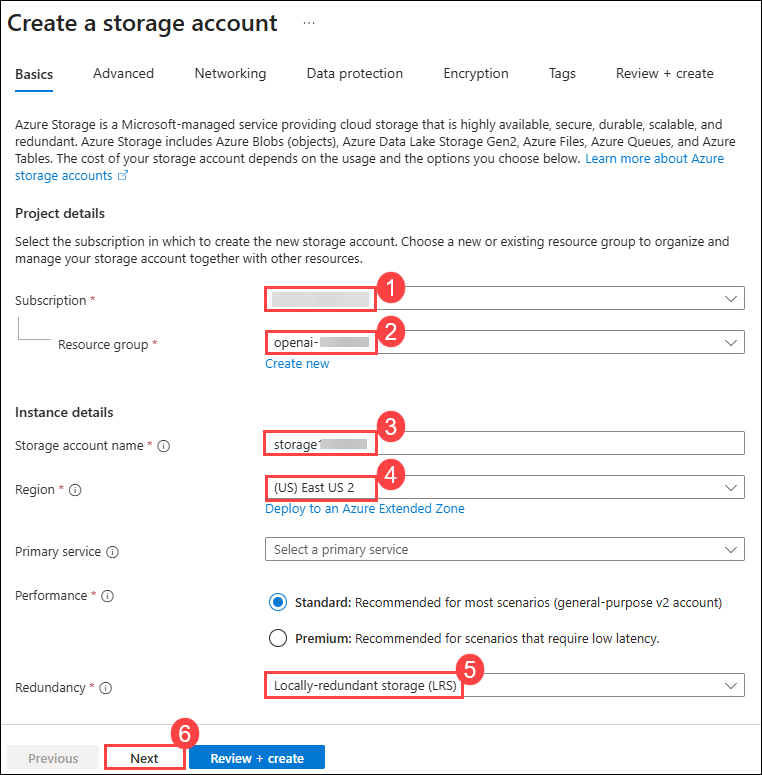 Create a storage account ...
Basics Advanced Networking Data protection Encryption Tags Review + create
Azure Storage is a Microsoft-managed service providing cloud storage that is highly available, secure, durable, scalable, and
redundant. Azure Storage includes Azure Blobs (objects), Azure Data Lake Storage Gen2, Azure Files, Azure Queues, and Azure
Tables. The cost of your storage account depends on the usage and the options you choose below. Learn more about Azure
storage accounts
Project details
Select the subscription in which to create the new storage account. Choose a new or existing resource group to organize and
manage your storage account together with other resources.
Subscription * 1
Resource group * openai- 2
Create new
Instance details
Storage account name * storage 3
Region * (US) East US 2 4
Deploy to an Azure Extended Zone
Primary service Select a primary service
Performance * Standard: Recommended for most scenarios (general-purpose v2 account)
Premium: Recommended for scenarios that require low latency.
Redundancy * Locally-redundant storage (LRS) 5
Previous Next 6 Review + create